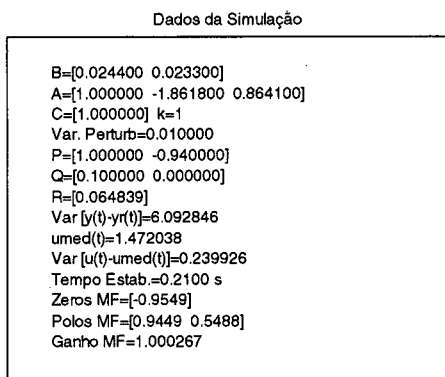 Dados da Simulação
B=[0.024400 0.023300]
A=[1.000000 -1.861800 0.864100]
C=[1.000000] k=1
Var. Perturb=0.010000
P=[1.000000 -0.940000]
Q=[0.100000 0.000000]
R=[0.064839]
Var [y(t)-yr(t)]=6.092846
umed(t)=1.472038
Var [u(t)-umed(t)]=0.239926
Tempo Estab.=0.2100 s
Zeros MF=[-0.9549]
Polos MF=[0.9449 0.5488]
Ganho MF=1.000267